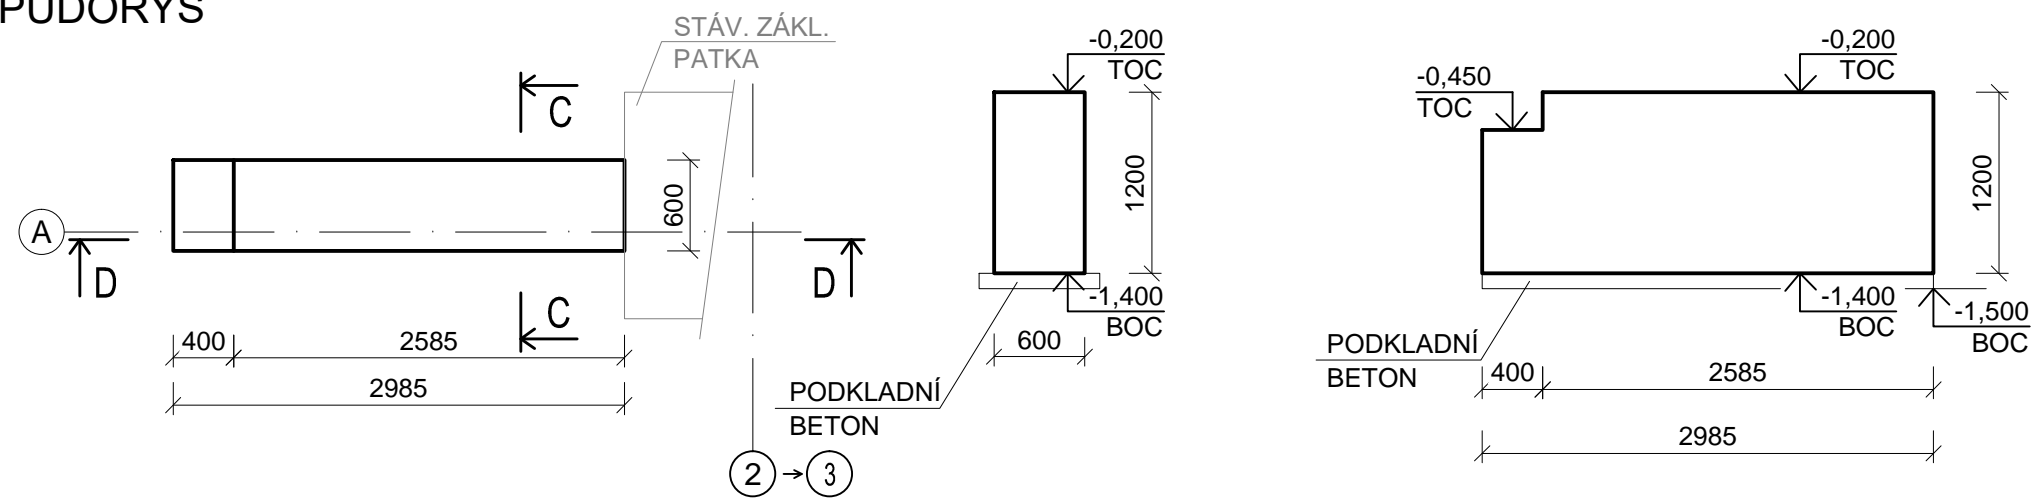 PŮDORYS
STÁV. ZÁKL.
PATKA
C
C
600
A
D
D
400
2585
2985
2
3
-0,200
TOC
1200
-1,400
BOC
600
PODKLADNÍ
BETON
-0,450
TOC
-0,200
TOC
1200
-1,400
BOC
-1,500
BOC
PODKLADNÍ
BETON
400
2585
2985